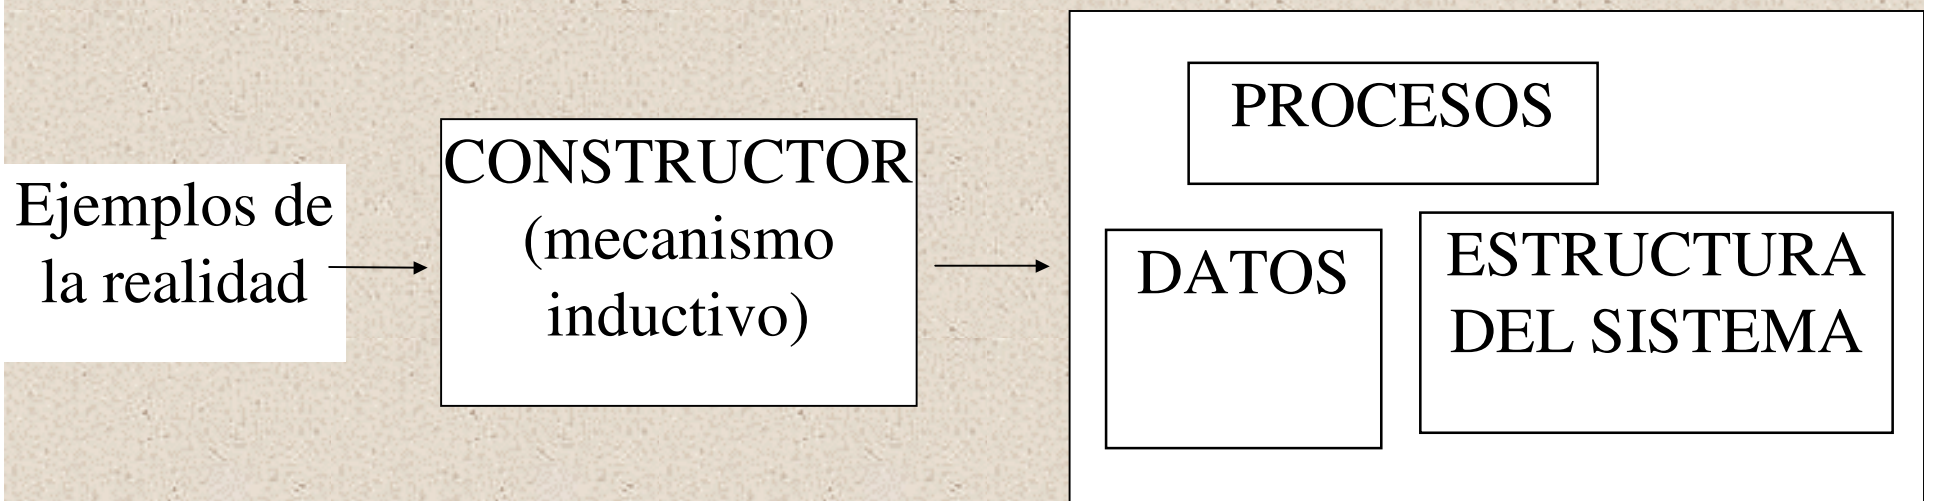 Ejemplos de
la realidad
CONSTRUCTOR
(mecanismo
inductivo)
PROCESOS
DATOS
ESTRUCTURA
DEL SISTEMA